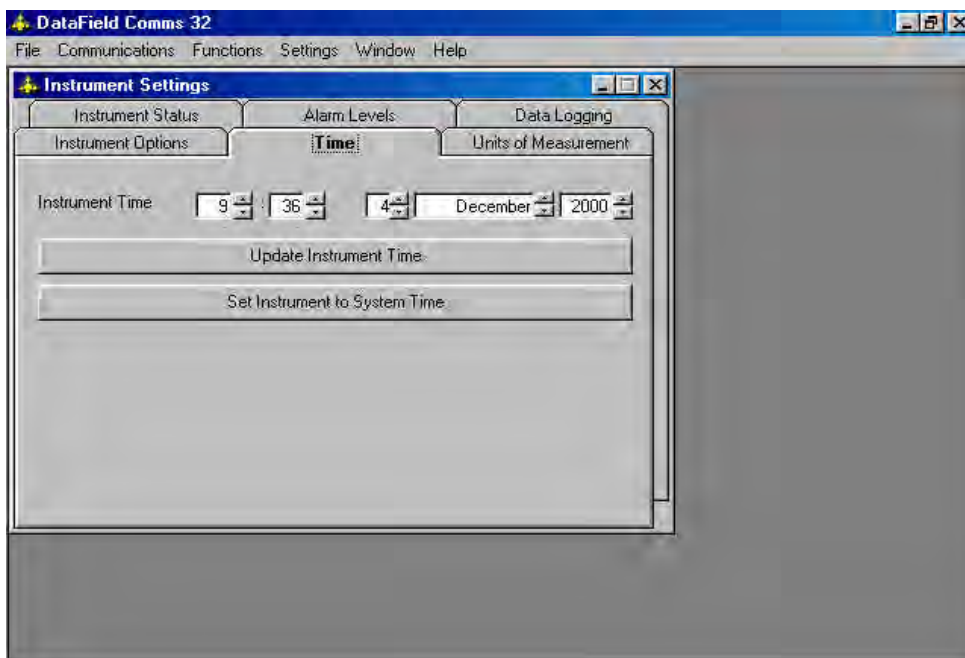 DataField Comms 32
File Communications Functions Settings Window Help
Instrument Settings
Instrument Status Alarm Levels Data Logging
Instrument Options Time Units of Measurement
Instrument Time 9 : 36 4 December 2000
Update Instrument Time
Set Instrument to System Time